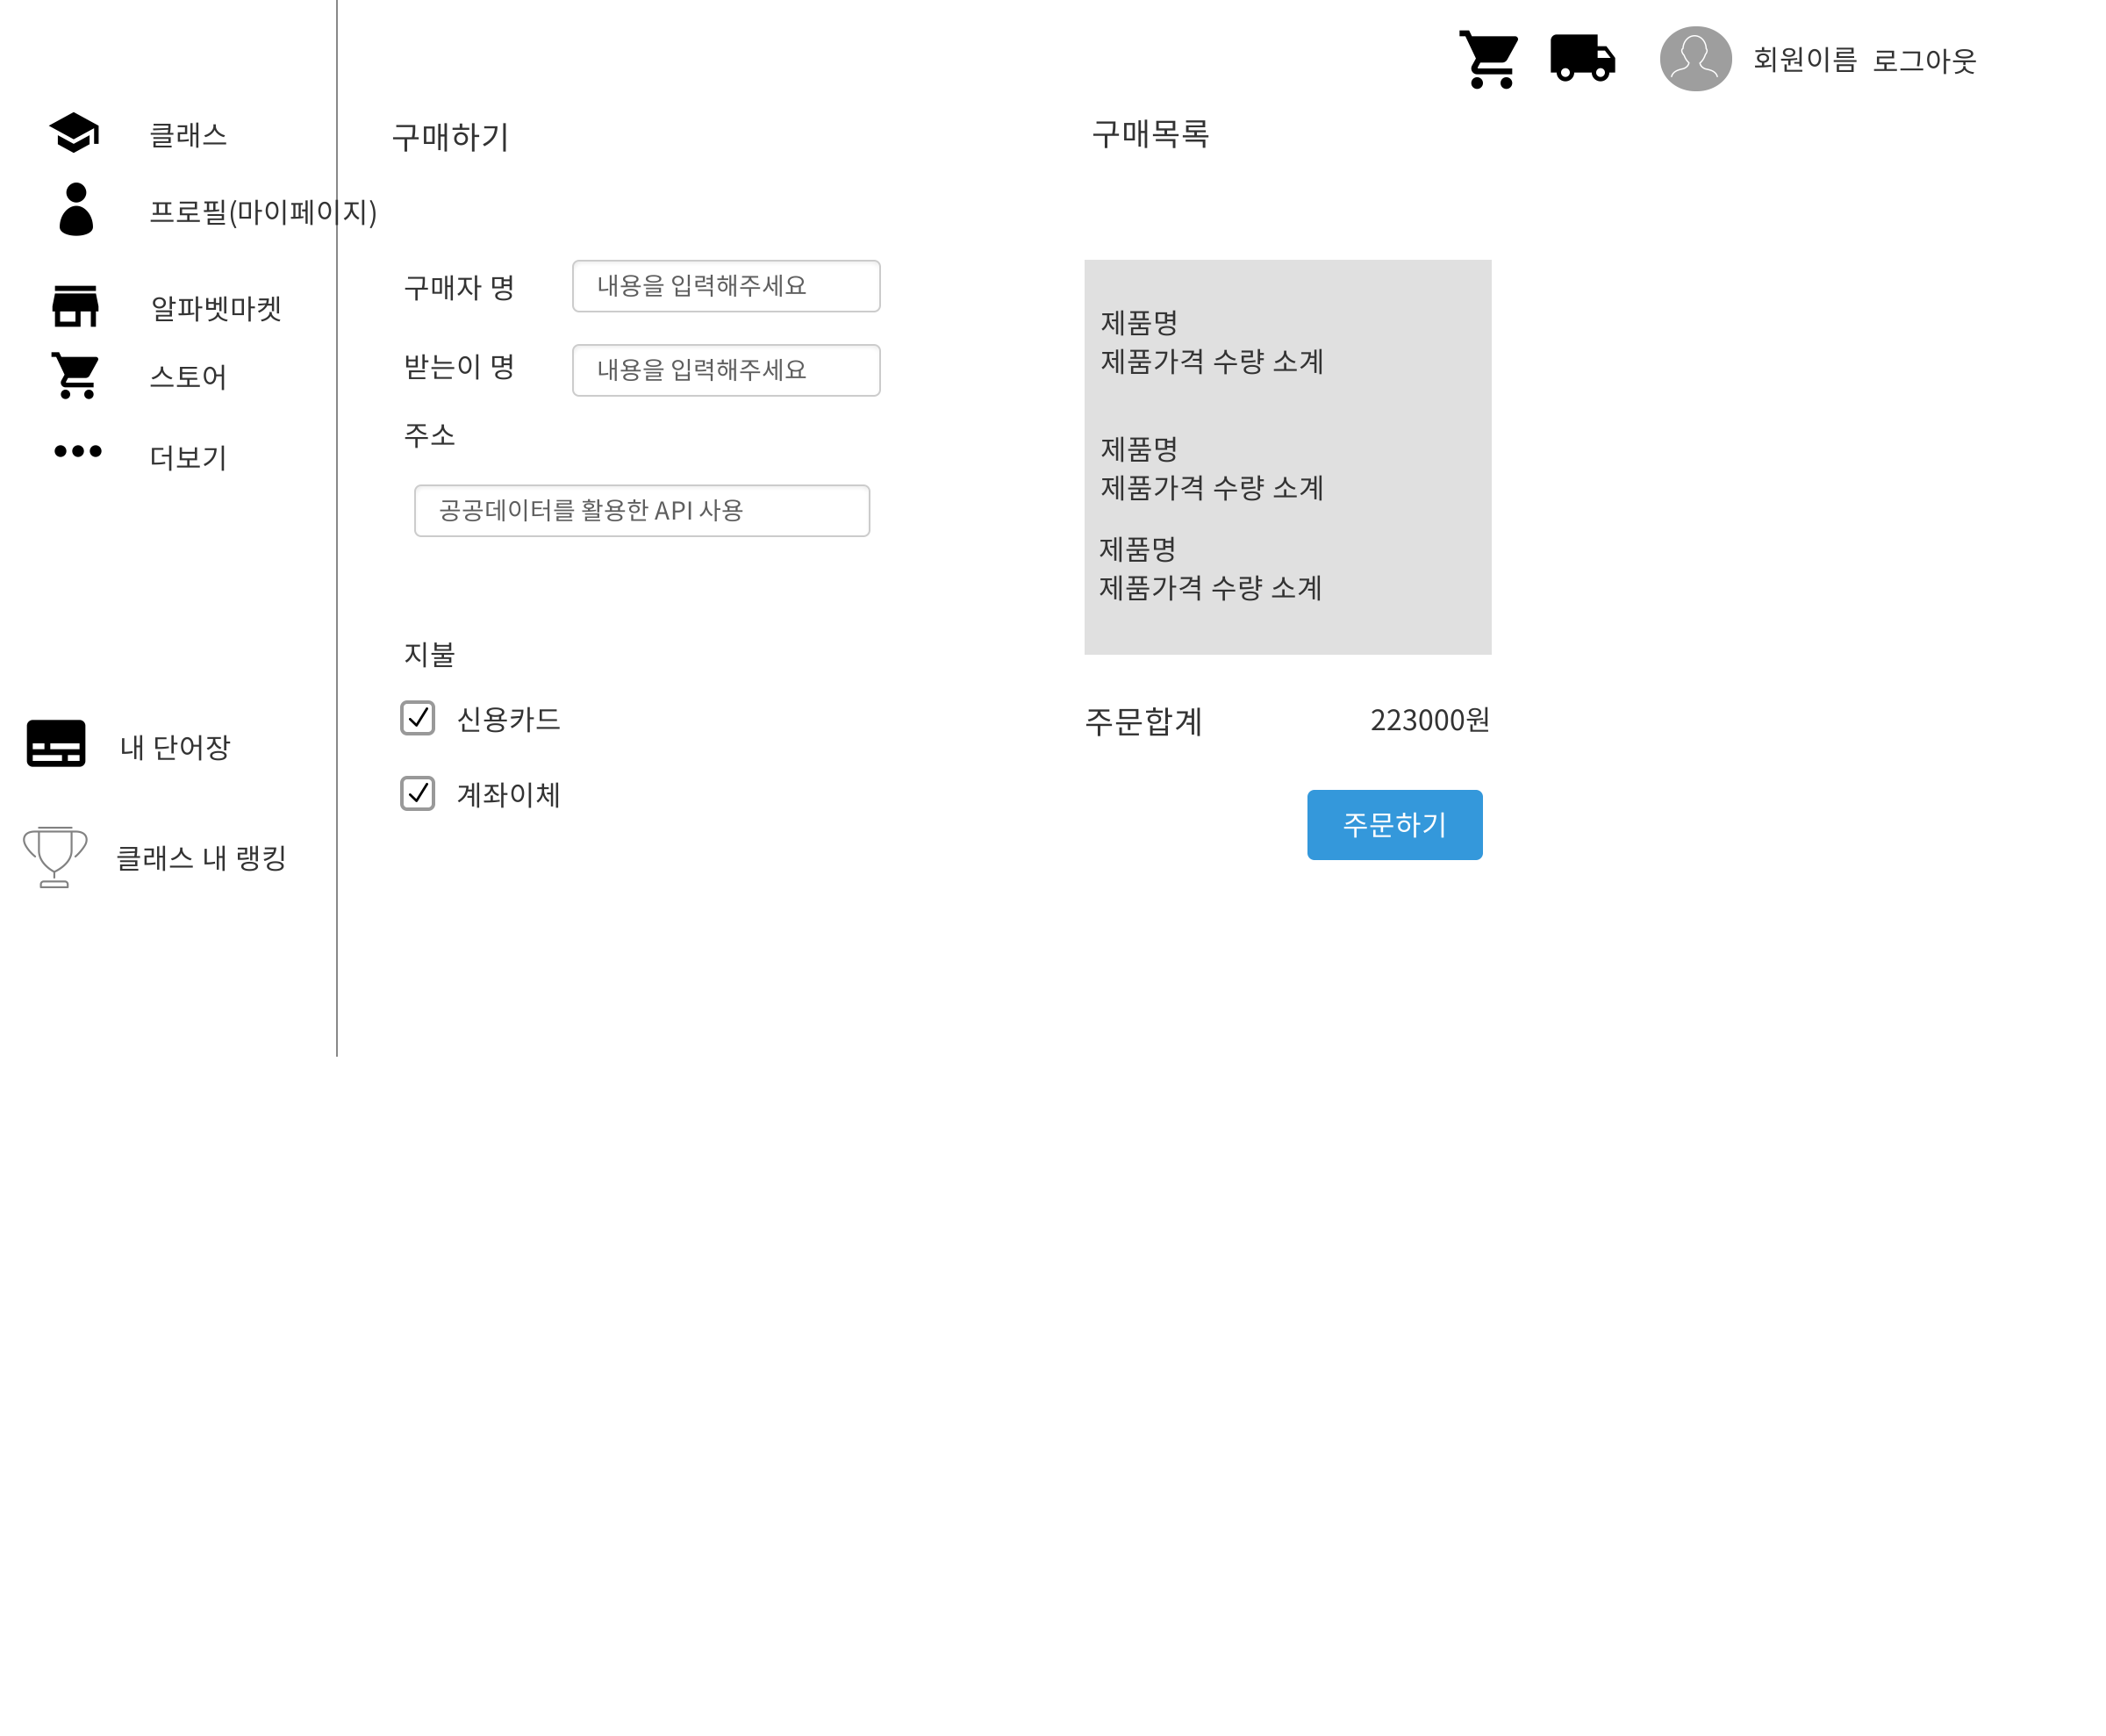 회원이름 로그아웃
클래스
프로필(마이페이지)
알파벳마켓
스토어
더보기
내 단어장
클래스 내 랭킹
구매하기
구매자 명 내용을 입력해주세요
받는이 명 내용을 입력해주세요
주소
공공데이터를 활용한 API 사용
지불
신용카드
계좌이체
구매목록
제품명
제품가격 수량 소계
제품명
제품가격 수량 소계
제품명
제품가격 수량 소계
주문합계 223000원
주문하기